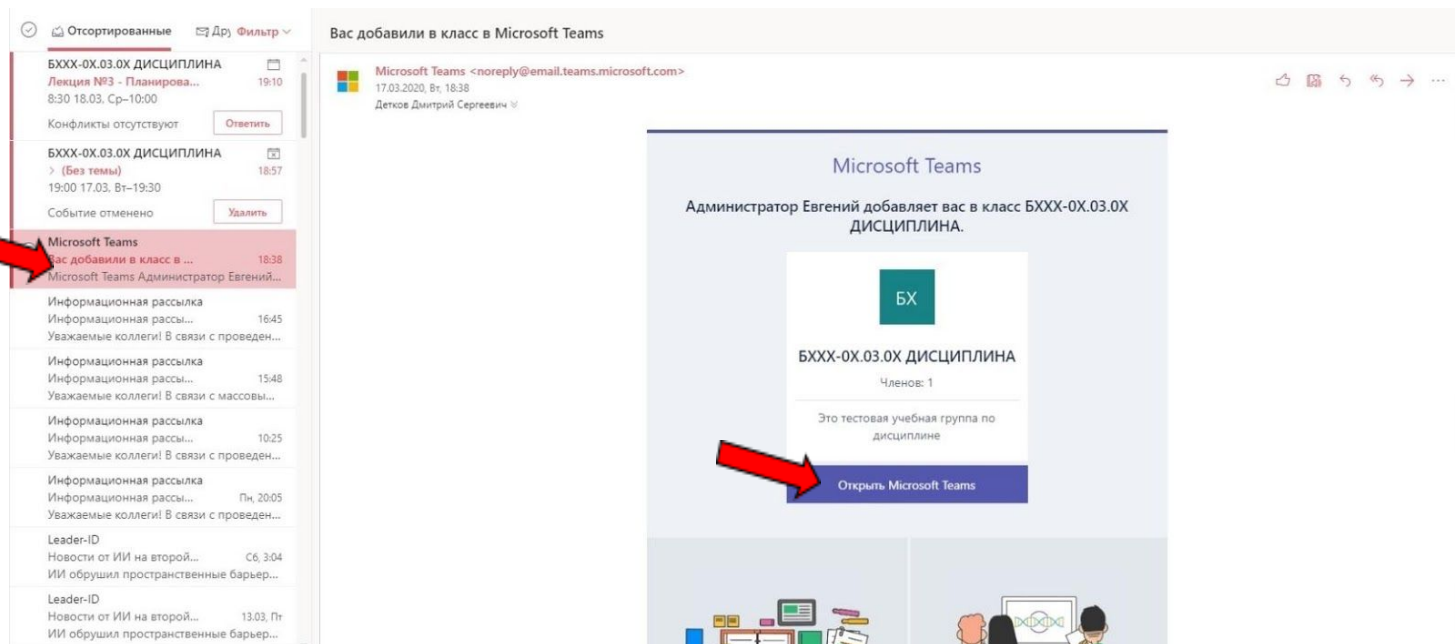 Отсортированные
Фильтр
БХХХ-0Х.03.0Х ДИСЦИПЛИНА
Лекция №3 - Планирова... 19:10
8:30 18.03, Ср–10:00
Конфликты отсутствуют Ответить
БХХХ-0Х.03.0Х ДИСЦИПЛИНА
> (Без темы) 18:57
19:00 17.03, Вт–19:30
Событие отменено Удалить
Microsoft Teams
Вас добавили в класс в ... 18:38
Microsoft Teams Администратор Евгений...
Информационная рассылка
Информационная рассы... 16:45
Уважаемые коллеги! В связи с проведен...
Информационная рассылка
Информационная рассы... 15:48
Уважаемые коллеги! В связи с массовы...
Информационная рассылка
Информационная рассы... 10:25
Уважаемые коллеги! В связи с проведен...
Информационная рассылка
Информационная рассы... Пн, 20:05
Уважаемые коллеги! В связи с проведен...
Leader-ID
Новости от ИИ на второй... Сб, 3:04
ИИ обрушил пространственные барьер...
Leader-ID
Новости от ИИ на второй... 13.03, Пт
ИИ обрушил пространственные барьер...
Вас добавили в класс в Microsoft Teams
Microsoft Teams <noreply@email.teams.microsoft.com>
17.03.2020, Вт, 18:38
Детков Дмитрий Сергеевич
Microsoft Teams
Администратор Евгений добавляет вас в класс БХХХ-0Х.03.0Х
ДИСЦИПЛИНА.
БХ
БХХХ-0Х.03.0Х ДИСЦИПЛИНА
Членов: 1
Это тестовая учебная группа по
дисциплине
Открыть Microsoft Teams